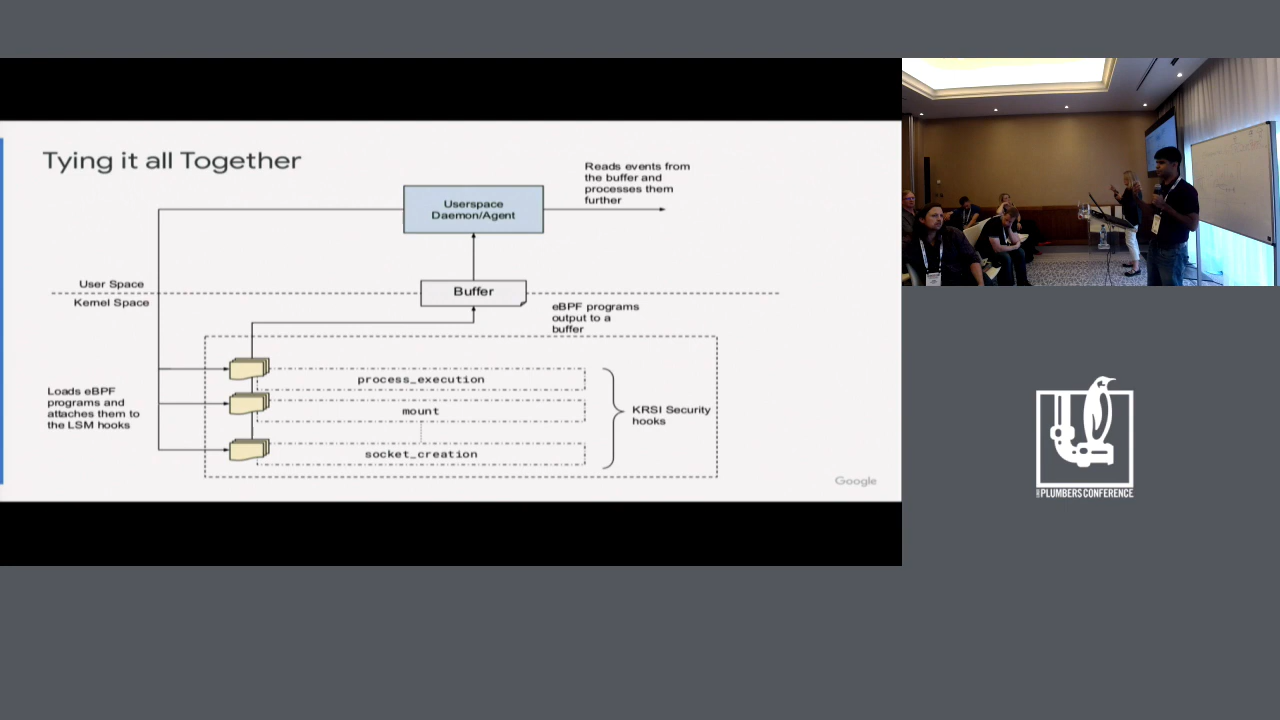 Tying it all Together
Reads events from
the buffer and
processes them
further
Userspace
Daemon/Agent
User Space
Kernel Space
Buffer
eBPF programs
output to a
buffer
Loads eBPF
programs and
attaches them to
the LSM hooks
process_execution
mount
socket_creation
KRSI Security
hooks
Google
PLUMBERS CONFERENCE